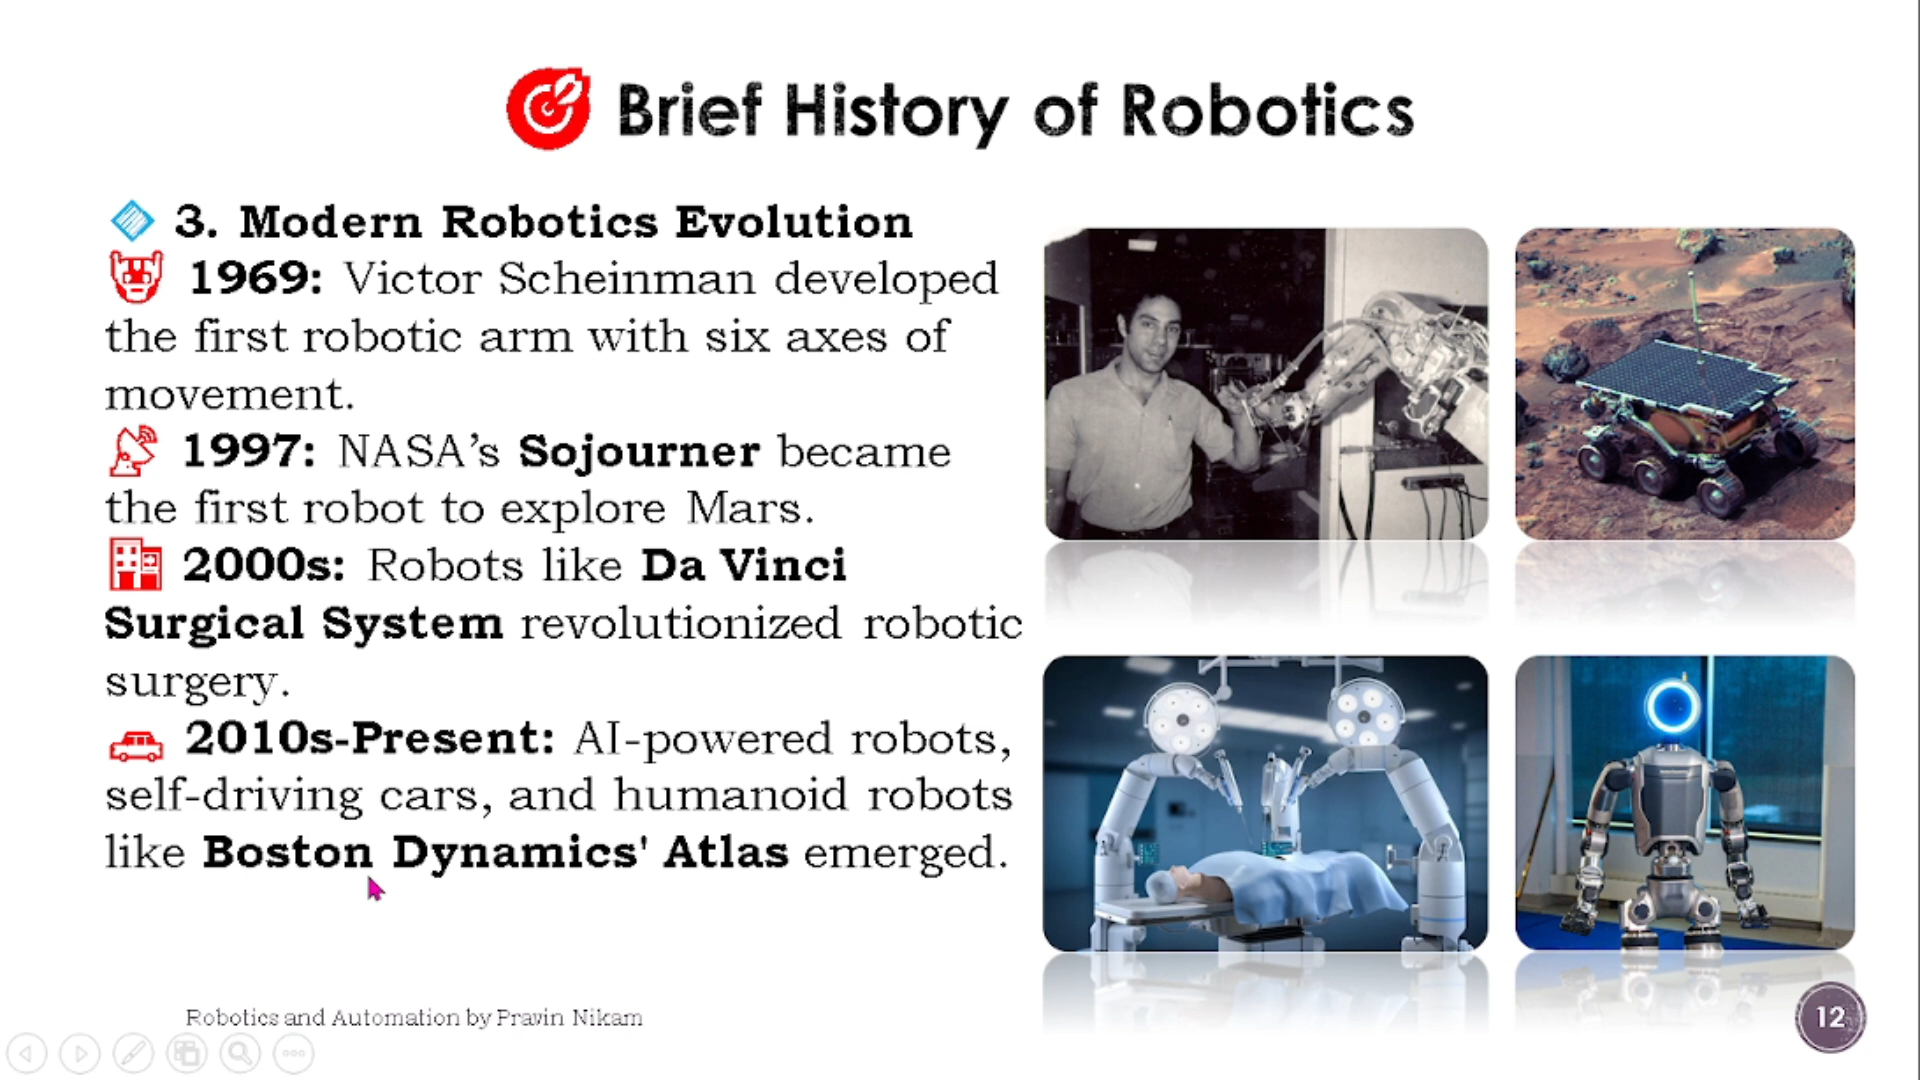 Brief History of Robotics
3. Modern Robotics Evolution
1969: Victor Scheinman developed
the first robotic arm with six axes of
movement.
1997: NASA’s Sojourner became
the first robot to explore Mars.
2000s: Robots like Da Vinci
Surgical System revolutionized robotic
surgery.
2010s-Present: AI-powered robots,
self-driving cars, and humanoid robots
like Boston Dynamics' Atlas emerged.
Robotics and Automation by Pravin Nikam
12